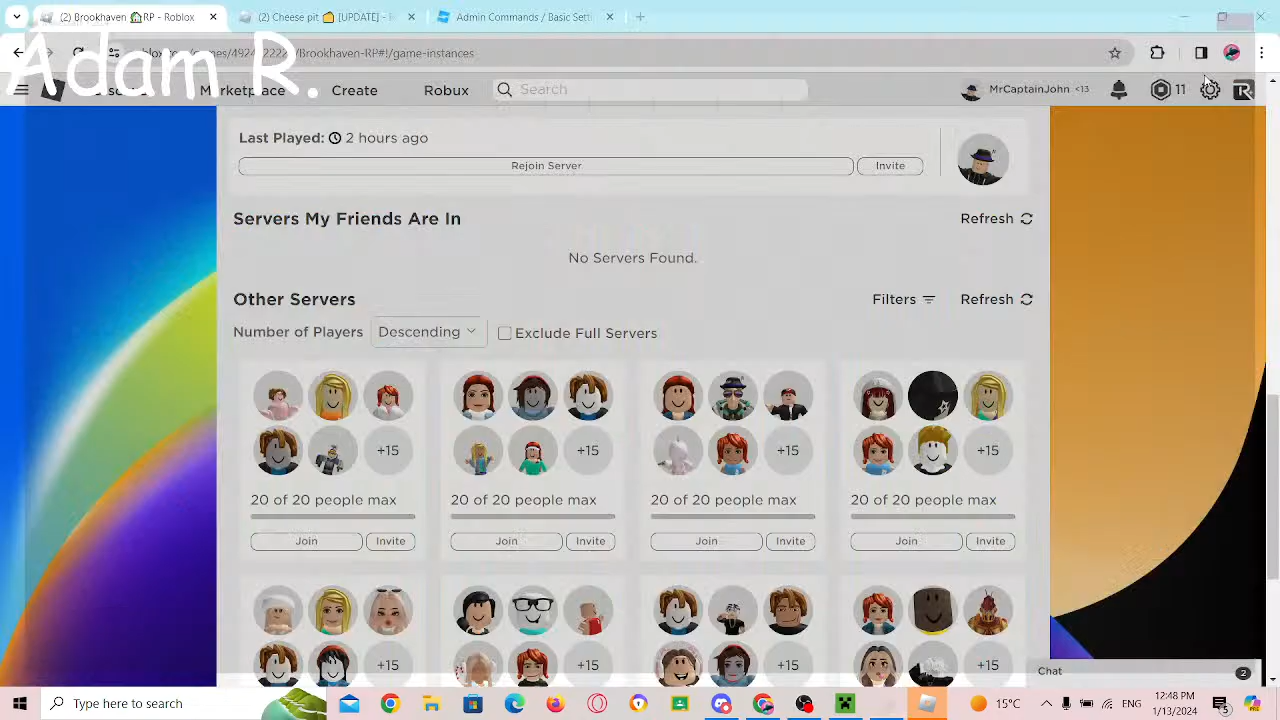 (2) Brookhaven 🏡RP - Roblox
(2) Cheese pit 🧀 [UPDATE] -
Admin Commands / Basic Setti
/Brookhaven-RP#!/game-instances
Adam R.
Marketplace
Create
Robux
Search
MrCaptainJohn <13
11
Last Played: 2 hours ago
Rejoin Server
Invite
Servers My Friends Are In
Refresh
No Servers Found.
Other Servers
Filters
Refresh
Number of Players
Descending
Exclude Full Servers
+15
+15
+15
+15
20 of 20 people max
20 of 20 people max
20 of 20 people max
20 of 20 people max
Join
Invite
Join
Invite
Join
Invite
Join
Invite
+15
+15
+15
+15
Chat
2
Type here to search
15°C
ENG
12:48 PM
1/13/2024
5